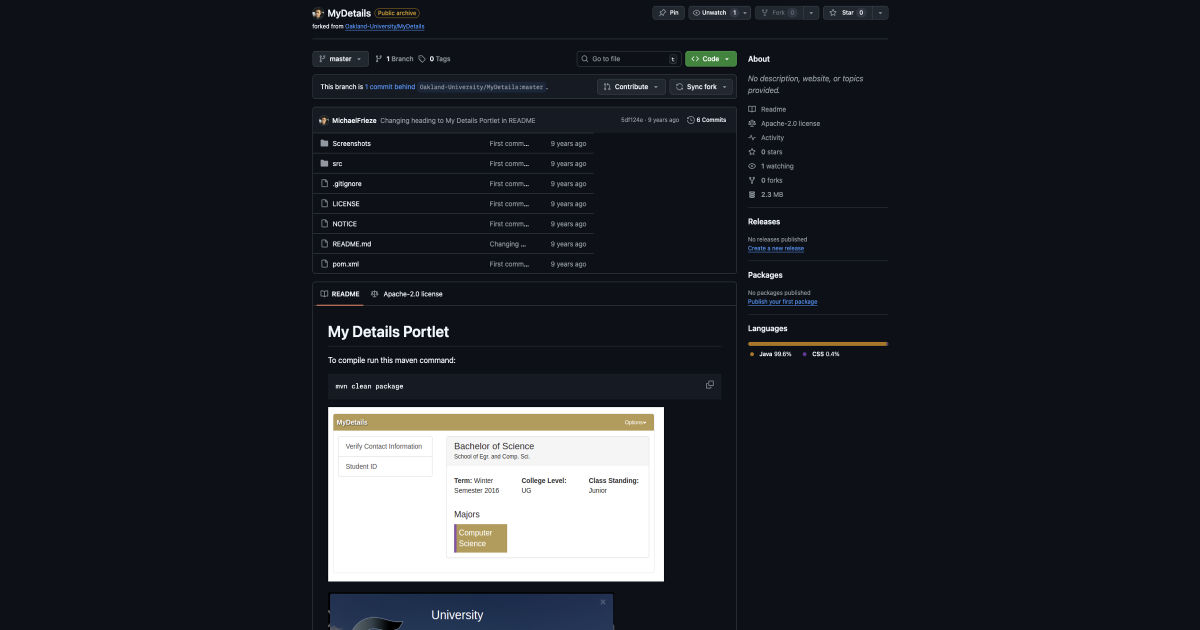 MyDetails Public archive
Pin Unwatch 1 Fork 0 Star 0
forked from Oakland-University/MyDetails
master 1 Branch 0 Tags
Go to file t Code
This branch is 1 commit behind Oakland-University/MyDetails:master .
Contribute Sync fork
MichaelFrieze Changing heading to My Details Portlet in README 5df124e · 9 years ago 6 Commits
Screenshots First comm... 9 years ago
src First comm... 9 years ago
.gitignore First comm... 9 years ago
LICENSE First comm... 9 years ago
NOTICE First comm... 9 years ago
README.md Changing ... 9 years ago
pom.xml First comm... 9 years ago
README Apache-2.0 license
My Details Portlet
To compile run this maven command:
mvn clean package
MyDetails Options
Verify Contact Information
Student ID
Bachelor of Science
School of Egr. and Comp. Sci.
Term: Winter Semester 2016
College Level: UG
Class Standing: Junior
Majors
Computer
Science
University
About
No description, website, or topics
provided.
Readme
Apache-2.0 license
Activity
0 stars
1 watching
0 forks
2.3 MB
Releases
No releases published
Create a new release
Packages
No packages published
Publish your first package
Languages
Java 99.6% CSS 0.4%